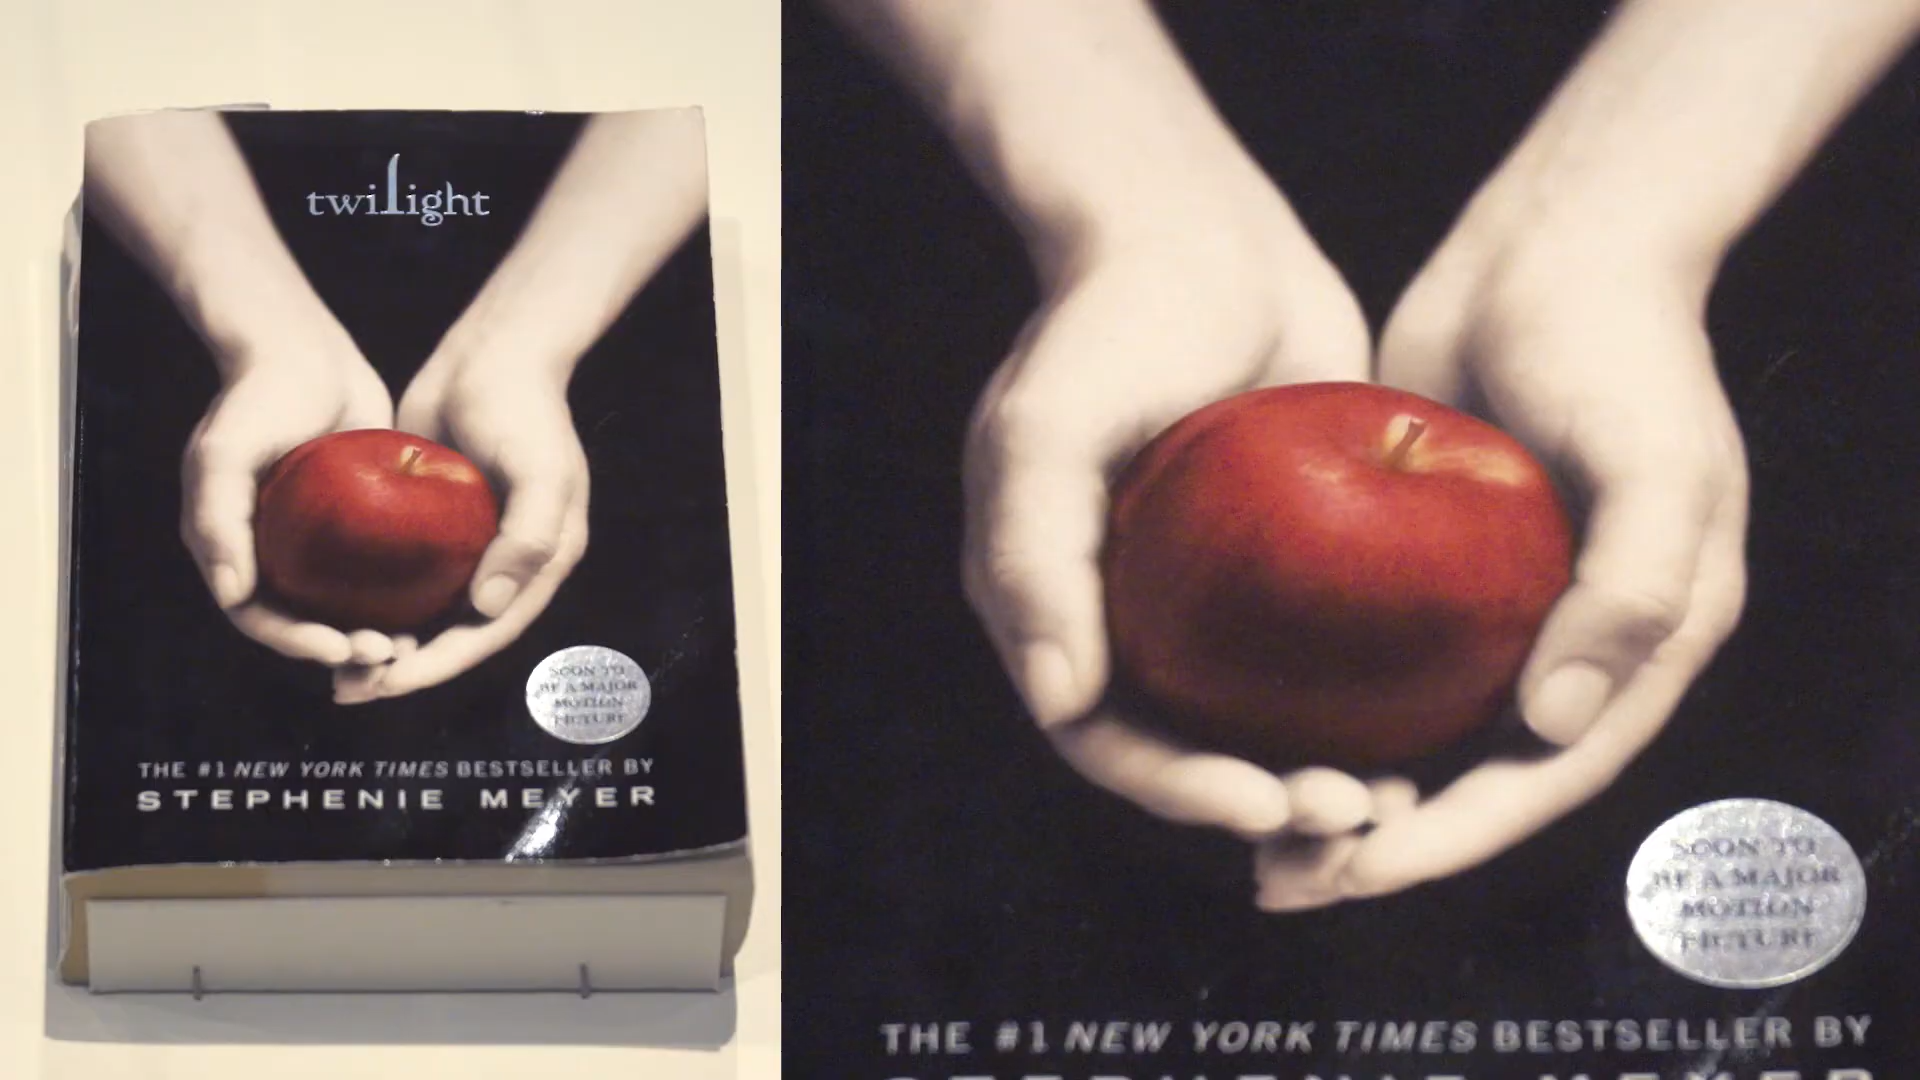 twilight
SOON TO
BE A MAJOR
MOTION
PICTURE
THE #1 NEW YORK TIMES BESTSELLER BY
STEPHENIE MEYER
SOON TO
BE A MAJOR
MOTION
PICTURE
THE #1 NEW YORK TIMES BESTSELLER BY